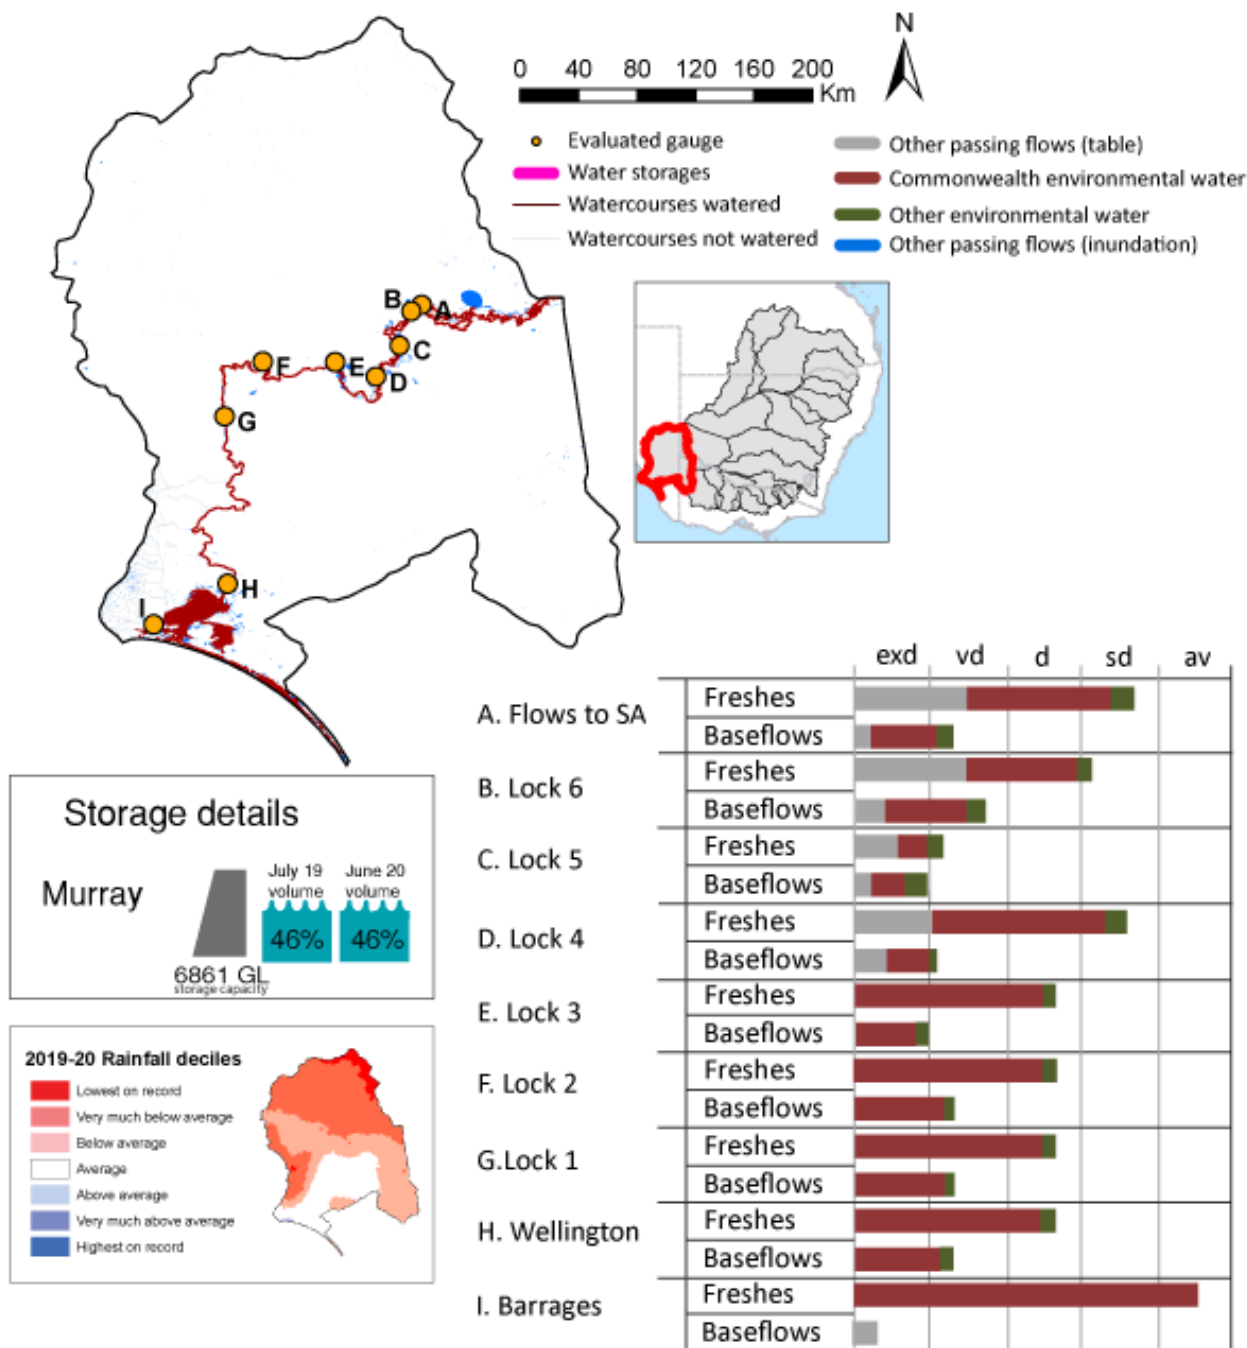 N
0 40 80 120 160 200
Km
Evaluated gauge
Water storages
Watercourses watered
Watercourses not watered
Other passing flows (table)
Commonwealth environmental water
Other environmental water
Other passing flows (inundation)
B
A
C
D
E
F
G
H
I
Storage details
Murray
6861 GL
storage capacity
July 19
volume
46%
June 20
volume
46%
2019-20 Rainfall deciles
Lowest on record
Very much below average
Below average
Average
Above average
Very much above average
Highest on record
exd vd d sd av
A. Flows to SA
Freshes
Baseflows
B. Lock 6
Freshes
Baseflows
C. Lock 5
Freshes
Baseflows
D. Lock 4
Freshes
Baseflows
E. Lock 3
Freshes
Baseflows
F. Lock 2
Freshes
Baseflows
G.Lock 1
Freshes
Baseflows
H. Wellington
Freshes
Baseflows
I. Barrages
Freshes
Baseflows